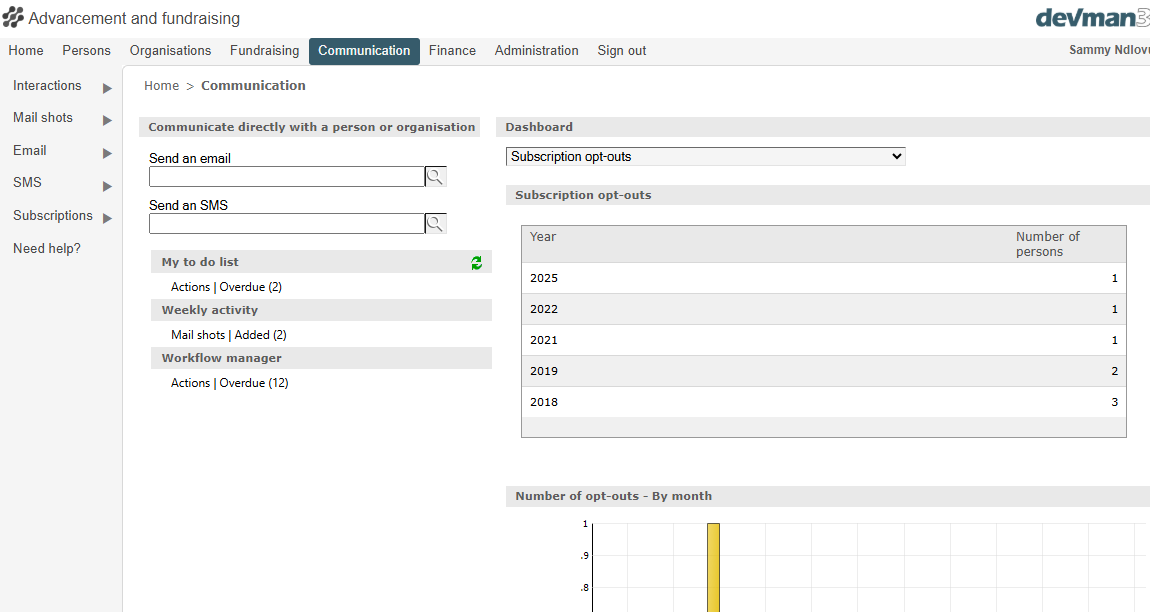 Advancement and fundraising
devman3
Home Persons Organisations Fundraising Communication Finance Administration Sign out
Sammy Ndlovu
Interactions
Mail shots
Email
SMS
Subscriptions
Need help?
Home > Communication
Communicate directly with a person or organisation
Send an email
Send an SMS
My to do list
Actions | Overdue (2)
Weekly activity
Mail shots | Added (2)
Workflow manager
Actions | Overdue (12)
Dashboard
Subscription opt-outs
Subscription opt-outs
Year Number of
persons
2025 1
2022 1
2021 1
2019 2
2018 3
Number of opt-outs - By month
1
.9
.8